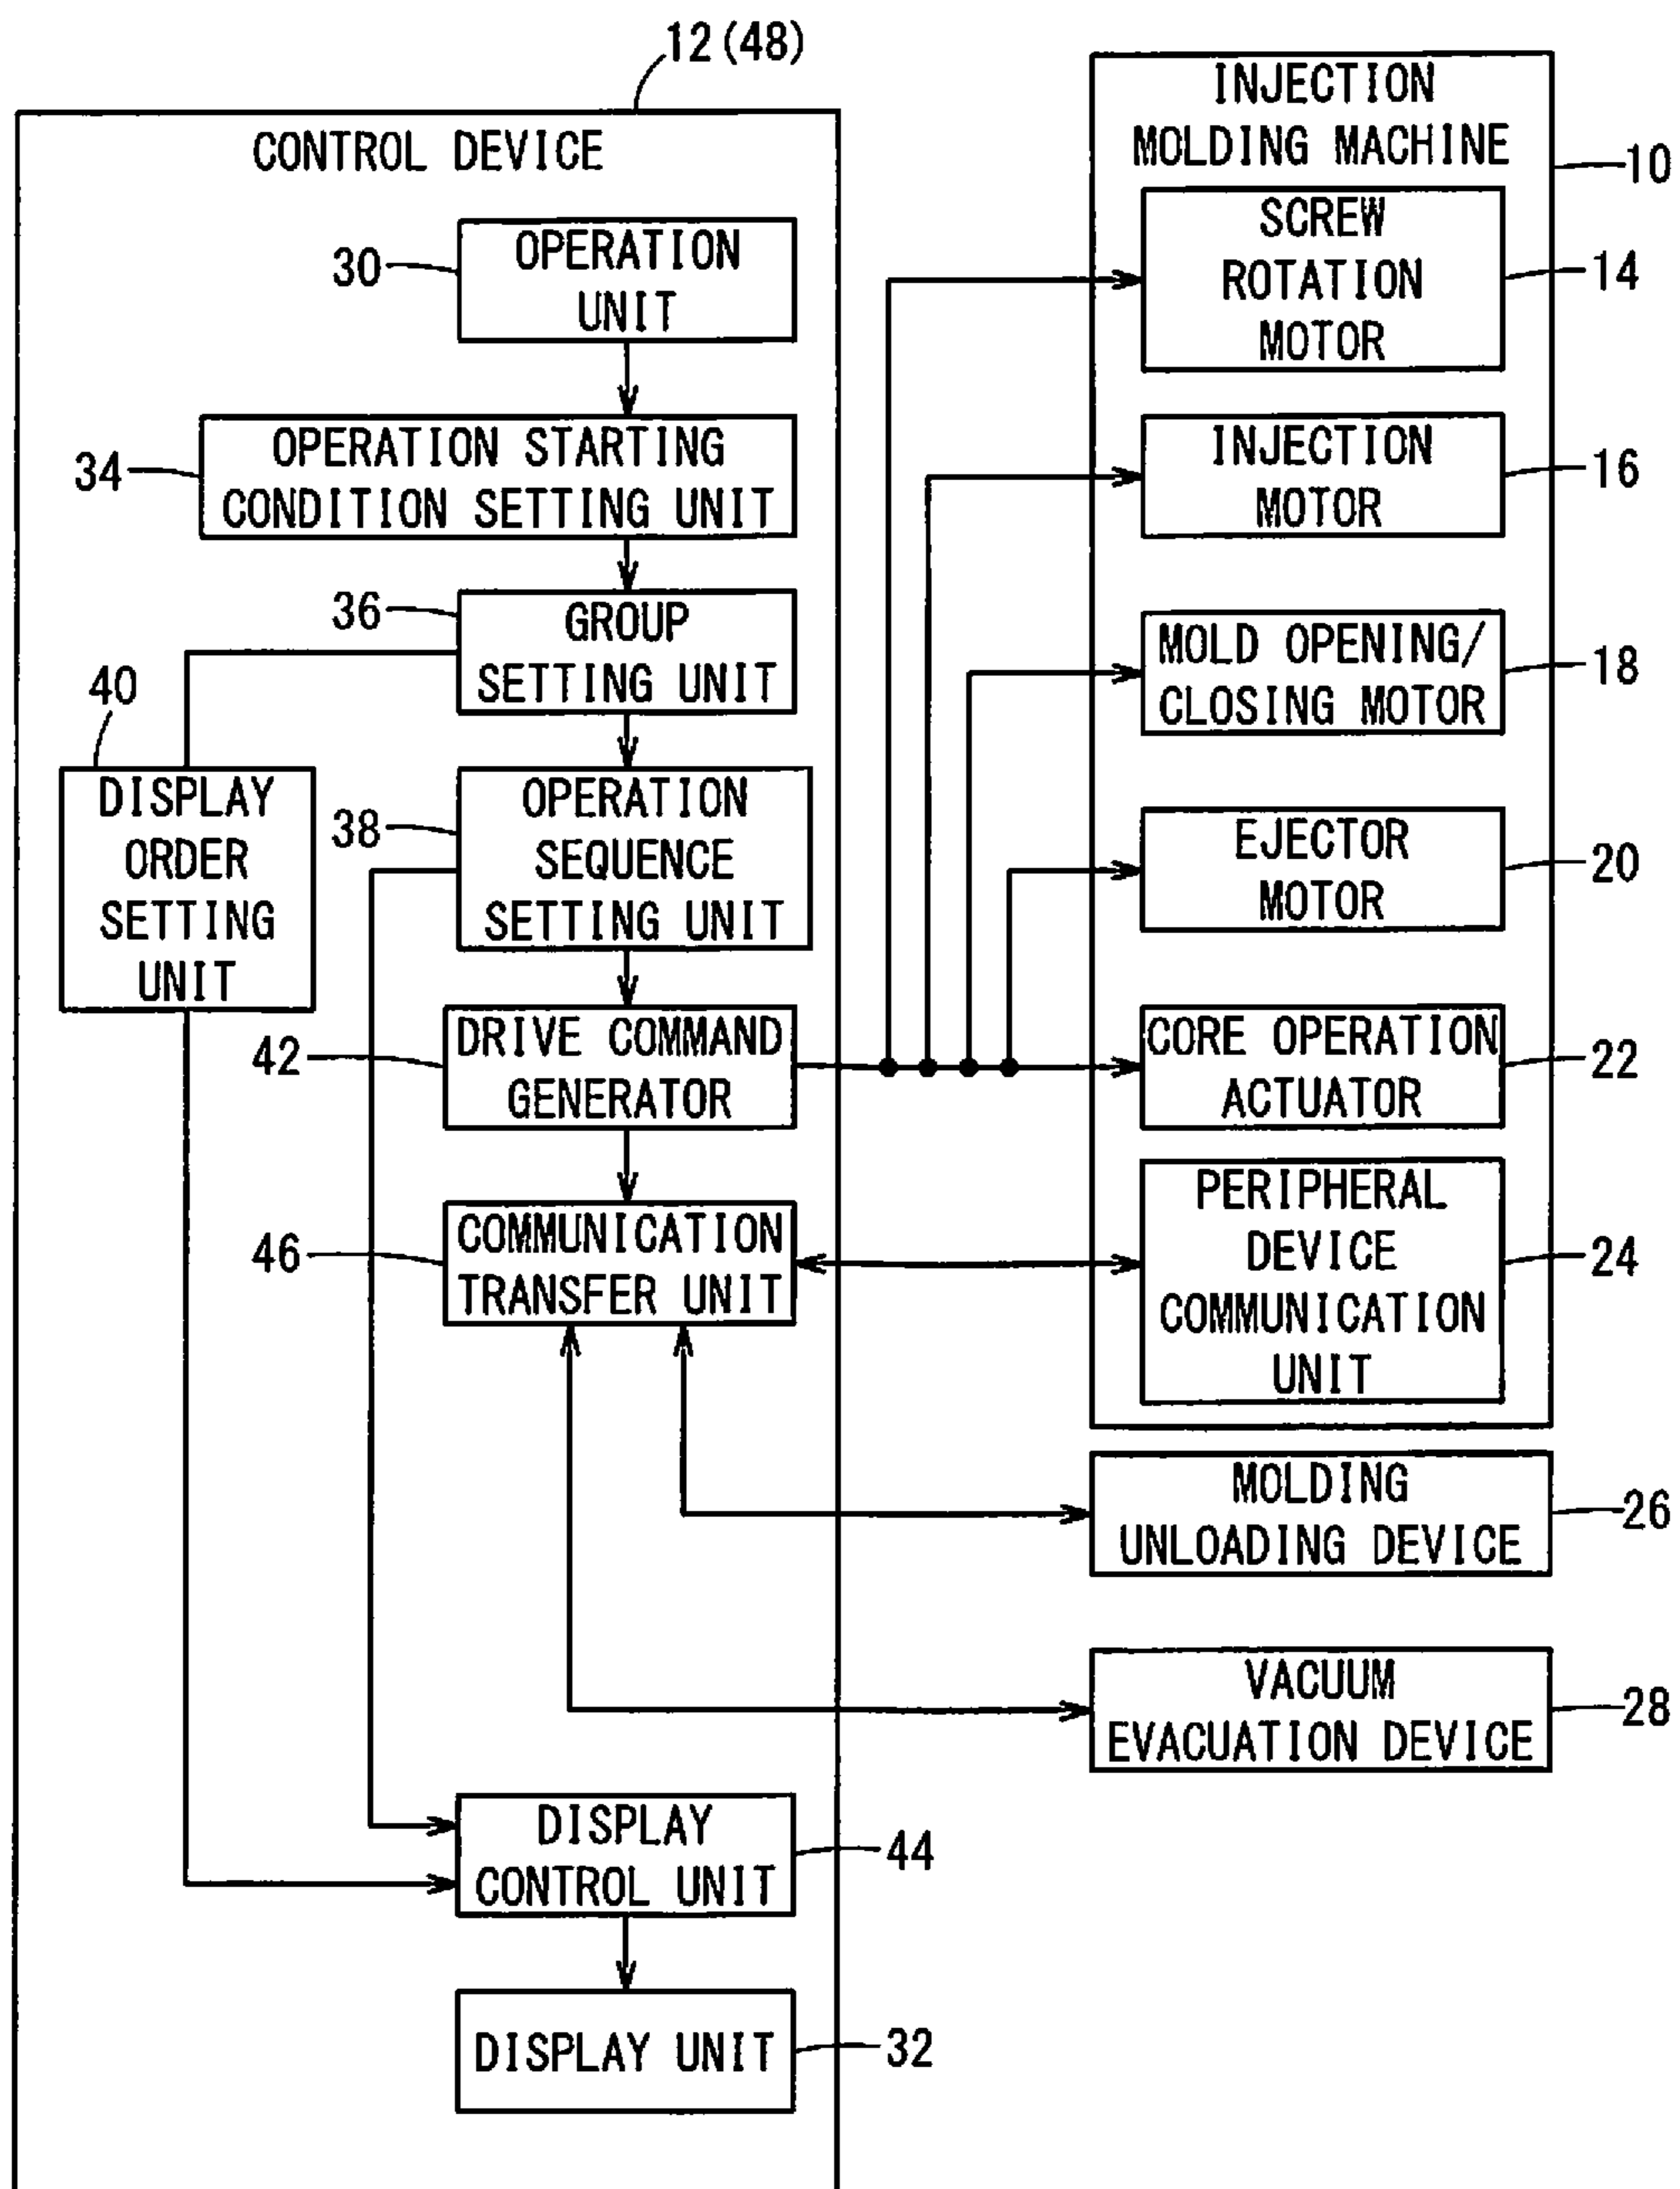 12(48)
CONTROL DEVICE
30
OPERATION
UNIT
34
OPERATION STARTING
CONDITION SETTING UNIT
36
GROUP
SETTING UNIT
40
DISPLAY
ORDER
SETTING
UNIT
38
OPERATION
SEQUENCE
SETTING UNIT
42
DRIVE COMMAND
GENERATOR
46
COMMUNICATION
TRANSFER UNIT
DISPLAY
CONTROL UNIT
44
DISPLAY UNIT
32
INJECTION
MOLDING MACHINE
10
SCREW
ROTATION
MOTOR
14
INJECTION
MOTOR
16
MOLD OPENING/
CLOSING MOTOR
18
EJECTOR
MOTOR
20
CORE OPERATION
ACTUATOR
22
PERIPHERAL
DEVICE
COMMUNICATION
UNIT
24
MOLDING
UNLOADING DEVICE
26
VACUUM
EVACUATION DEVICE
28